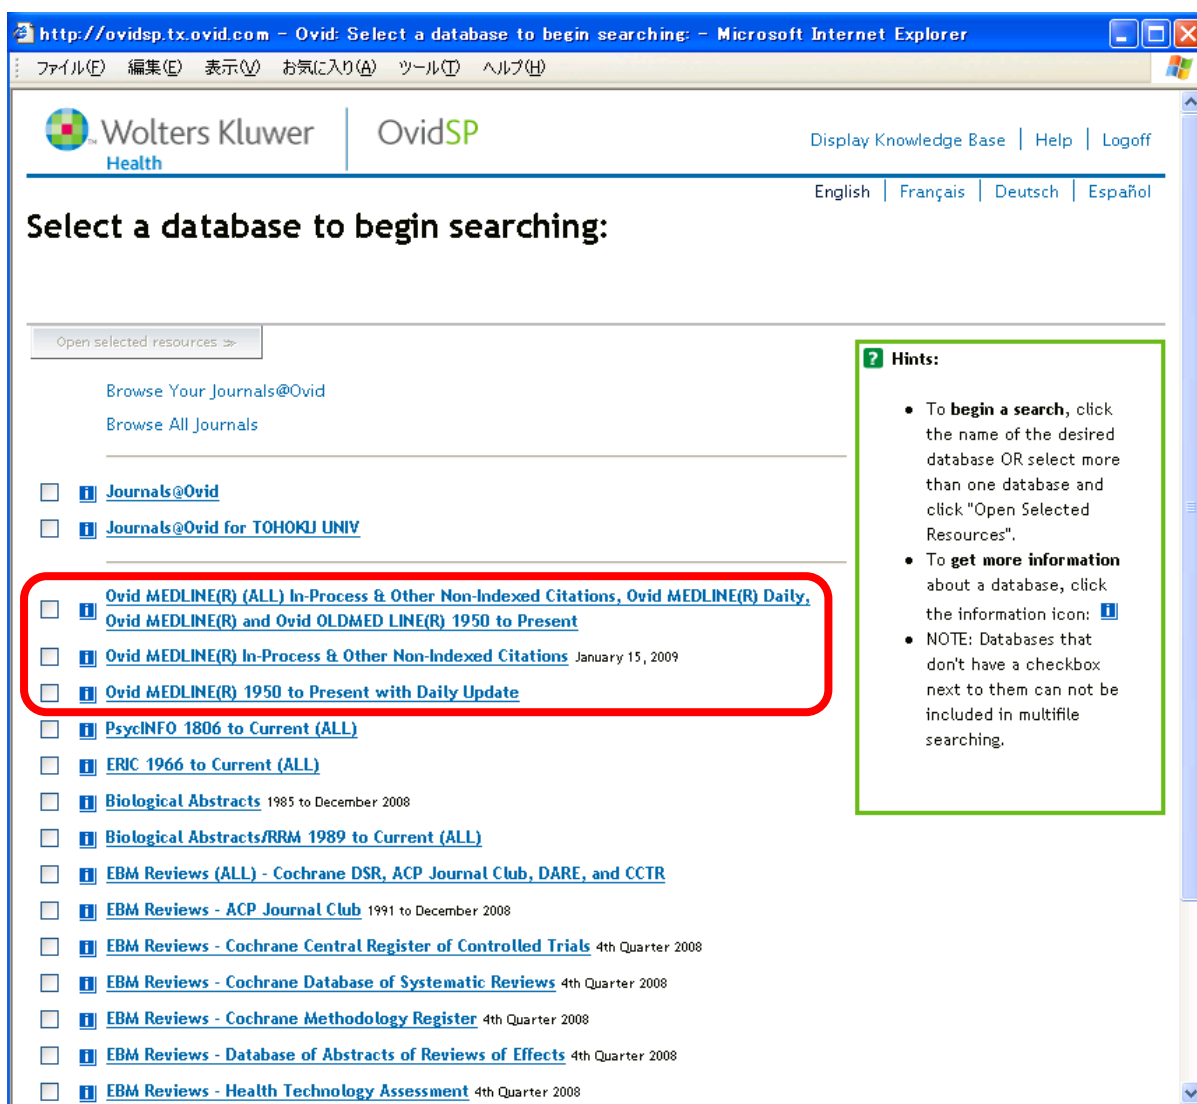 http://ovidsp.tx.ovid.com - Ovid: Select a database to begin searching: - Microsoft Internet Explorer
ファイル(F) 編集(E) 表示(V) お気に入り(A) ツール(T) ヘルプ(H)
Wolters Kluwer
Health
OvidSP
Display Knowledge Base | Help | Logoff
English | Français | Deutsch | Español
Select a database to begin searching:
Open selected resources ≫
Browse Your Journals@Ovid
Browse All Journals
Journals@Ovid
Journals@Ovid for TOHOKU UNIV
Ovid MEDLINE(R) (ALL) In-Process & Other Non-Indexed Citations, Ovid MEDLINE(R) Daily,
Ovid MEDLINE(R) and Ovid OLDMED LINE(R) 1950 to Present
Ovid MEDLINE(R) In-Process & Other Non-Indexed Citations January 15, 2009
Ovid MEDLINE(R) 1950 to Present with Daily Update
PsycINFO 1806 to Current (ALL)
ERIC 1966 to Current (ALL)
Biological Abstracts 1985 to December 2008
Biological Abstracts/RRM 1989 to Current (ALL)
EBM Reviews (ALL) - Cochrane DSR, ACP Journal Club, DARE, and CCTR
EBM Reviews - ACP Journal Club 1991 to December 2008
EBM Reviews - Cochrane Central Register of Controlled Trials 4th Quarter 2008
EBM Reviews - Cochrane Database of Systematic Reviews 4th Quarter 2008
EBM Reviews - Cochrane Methodology Register 4th Quarter 2008
EBM Reviews - Database of Abstracts of Reviews of Effects 4th Quarter 2008
EBM Reviews - Health Technology Assessment 4th Quarter 2008
? Hints:
• To begin a search, click
the name of the desired
database OR select more
than one database and
click "Open Selected
Resources".
• To get more information
about a database, click
the information icon: i
• NOTE: Databases that
don't have a checkbox
next to them can not be
included in multifile
searching.